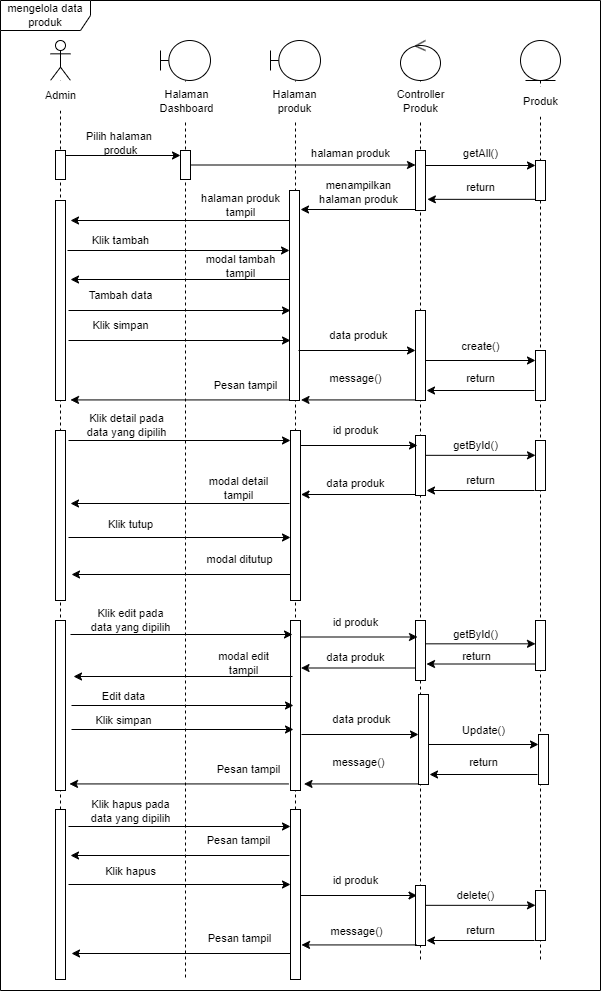 mengelola data
produk
Admin
Halaman
Dashboard
Halaman
produk
Controller
Produk
Produk
Pilih halaman
produk
halaman produk
getAll()
return
menampilkan
halaman produk
halaman produk
tampil
Klik tambah
modal tambah
tampil
Tambah data
Klik simpan
data produk
create()
return
message()
Pesan tampil
Klik detail pada
data yang dipilih
id produk
getById()
return
data produk
modal detail
tampil
Klik tutup
modal ditutup
Klik edit pada
data yang dipilih
id produk
getById()
return
data produk
modal edit
tampil
Edit data
Klik simpan
data produk
Update()
return
message()
Pesan tampil
Klik hapus pada
data yang dipilih
Pesan tampil
Klik hapus
id produk
delete()
return
message()
Pesan tampil